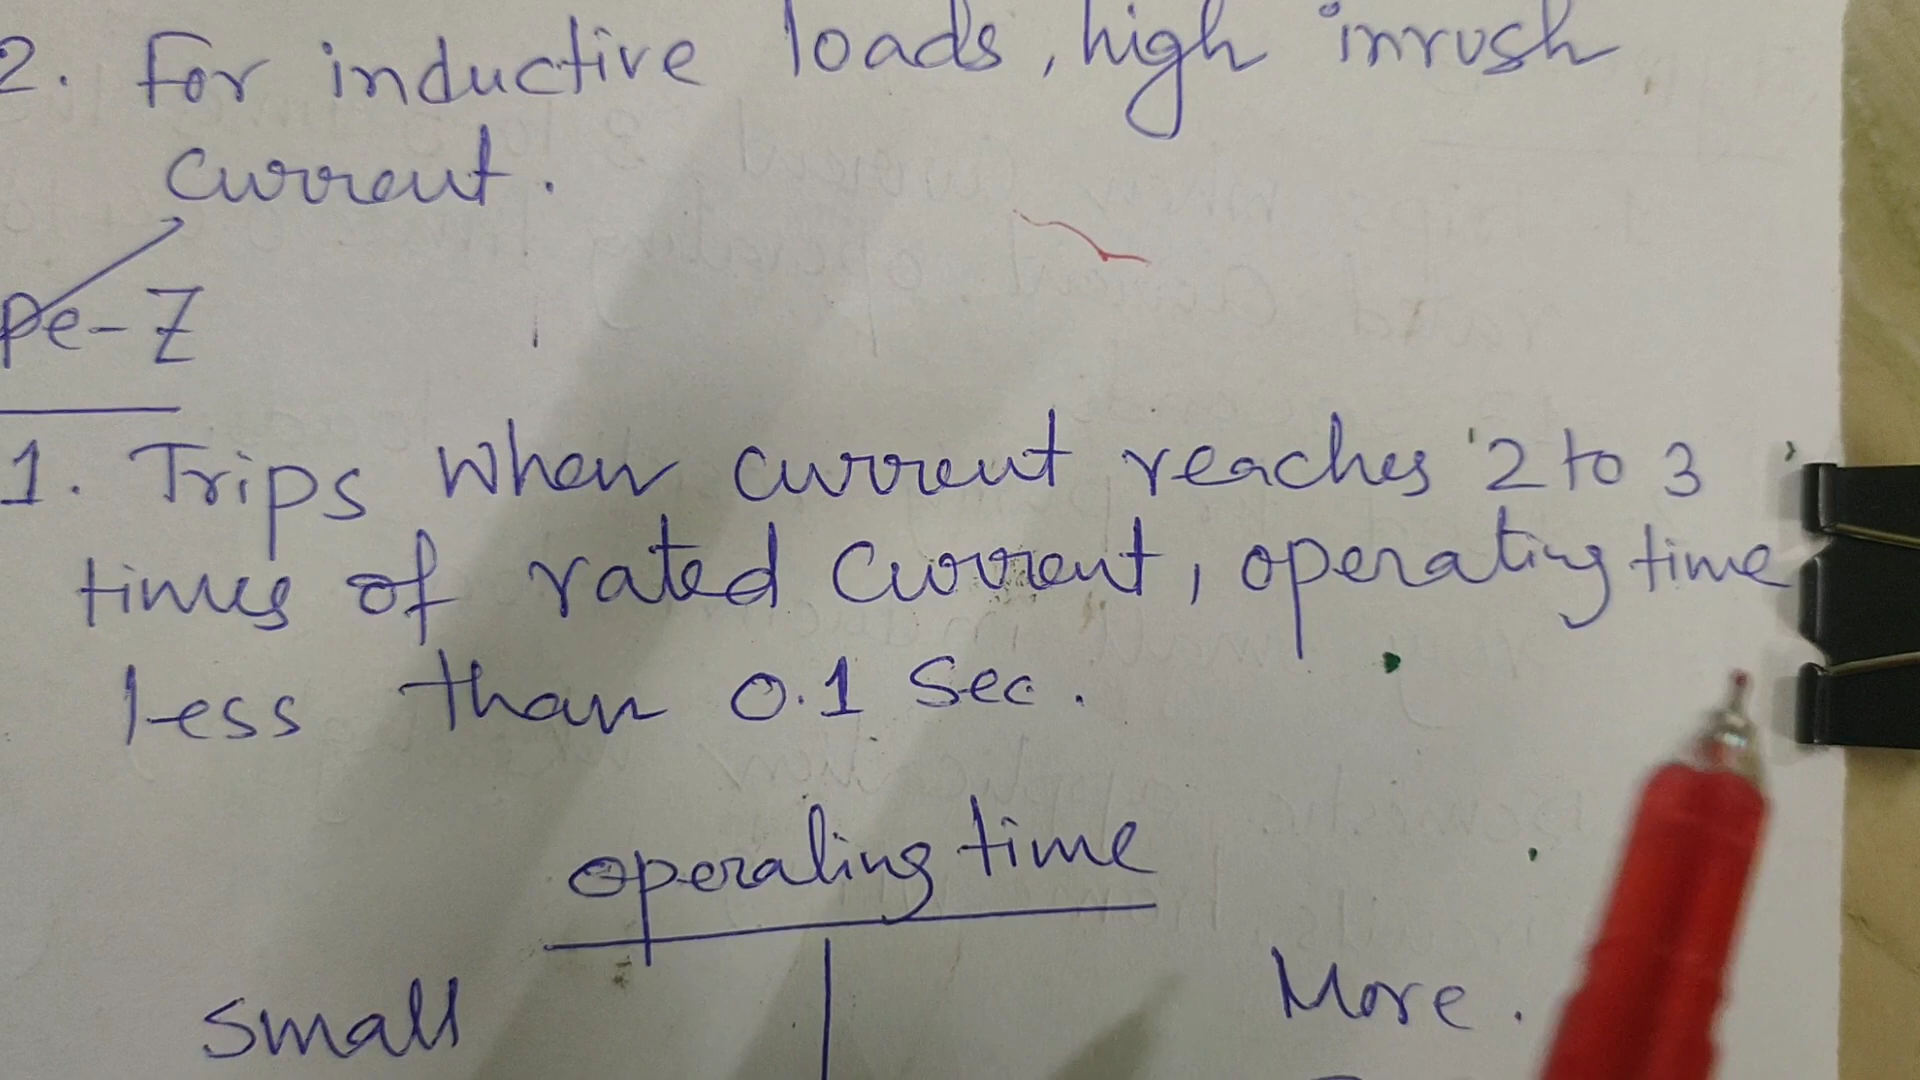 2. For inductive loads, high inrush
current.
pe-Z
1. Trips when current reaches '2 to 3'
times of rated current, operating time
less than 0.1 Sec.
operating time
small More.